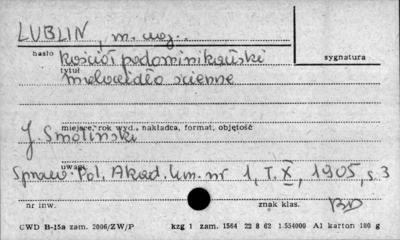 LUBLIN, m. woj..
hasło kościół podominikański sygnatura
tytuł
malowidło ścienne
miejsce, rok wyd., nakładca, format, objętość
J. Smoliński
uwagi
Spraw. Pol. Akad. Um. nr 1, T. X, 1905, s. 3
nr inw. znak klas. BD
CWD B-15a zam. 2006/ZW/P kzg 1 zam. 1564 22 8 62 1.554000 A1 karton 180 g